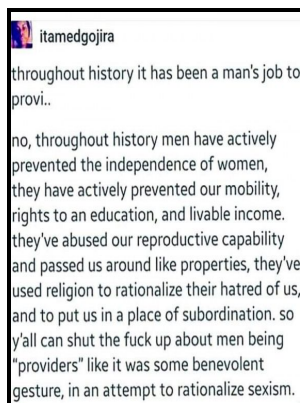 itamedgojira
throughout history it has been a man's job to
provi..
no, throughout history men have actively
prevented the independence of women,
they have actively prevented our mobility,
rights to an education, and livable income.
they've abused our reproductive capability
and passed us around like properties, they've
used religion to rationalize their hatred of us,
and to put us in a place of subordination. so
y'all can shut the fuck up about men being
"providers" like it was some benevolent
gesture, in an attempt to rationalize sexism.